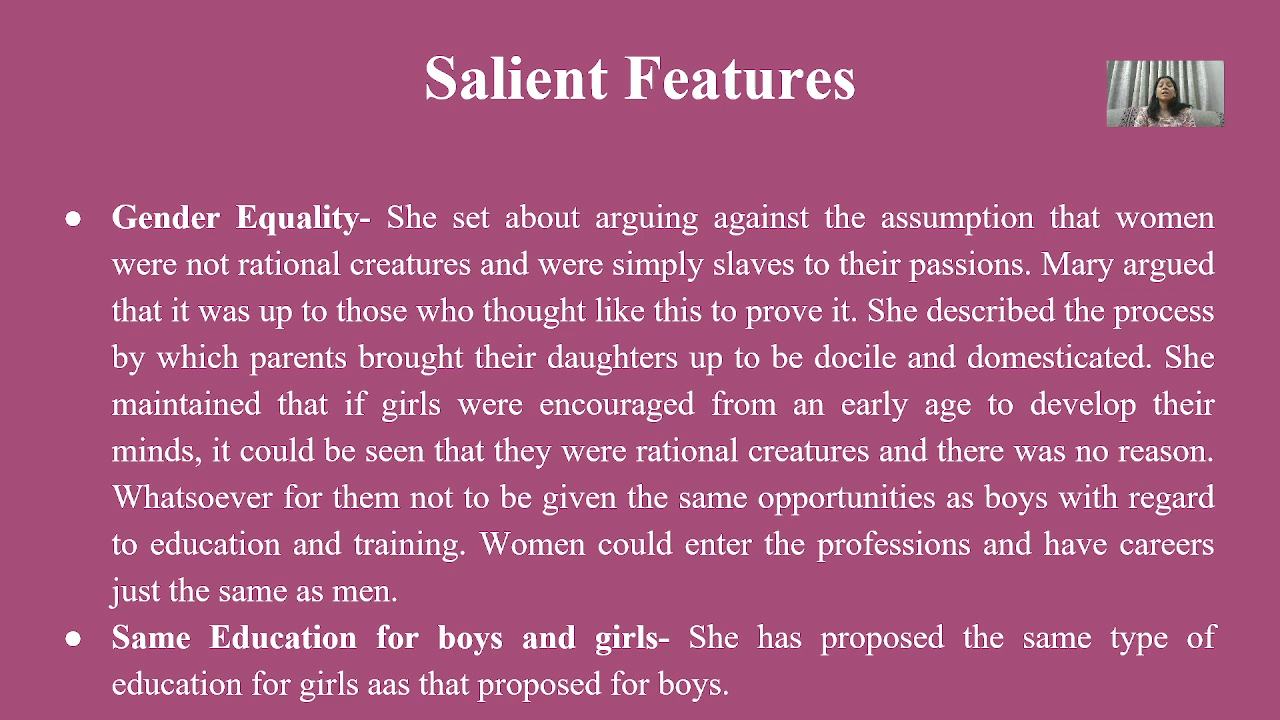 Salient Features
● Gender Equality- She set about arguing against the assumption that women
were not rational creatures and were simply slaves to their passions. Mary argued
that it was up to those who thought like this to prove it. She described the process
by which parents brought their daughters up to be docile and domesticated. She
maintained that if girls were encouraged from an early age to develop their
minds, it could be seen that they were rational creatures and there was no reason.
Whatsoever for them not to be given the same opportunities as boys with regard
to education and training. Women could enter the professions and have careers
just the same as men.
● Same Education for boys and girls- She has proposed the same type of
education for girls aas that proposed for boys.